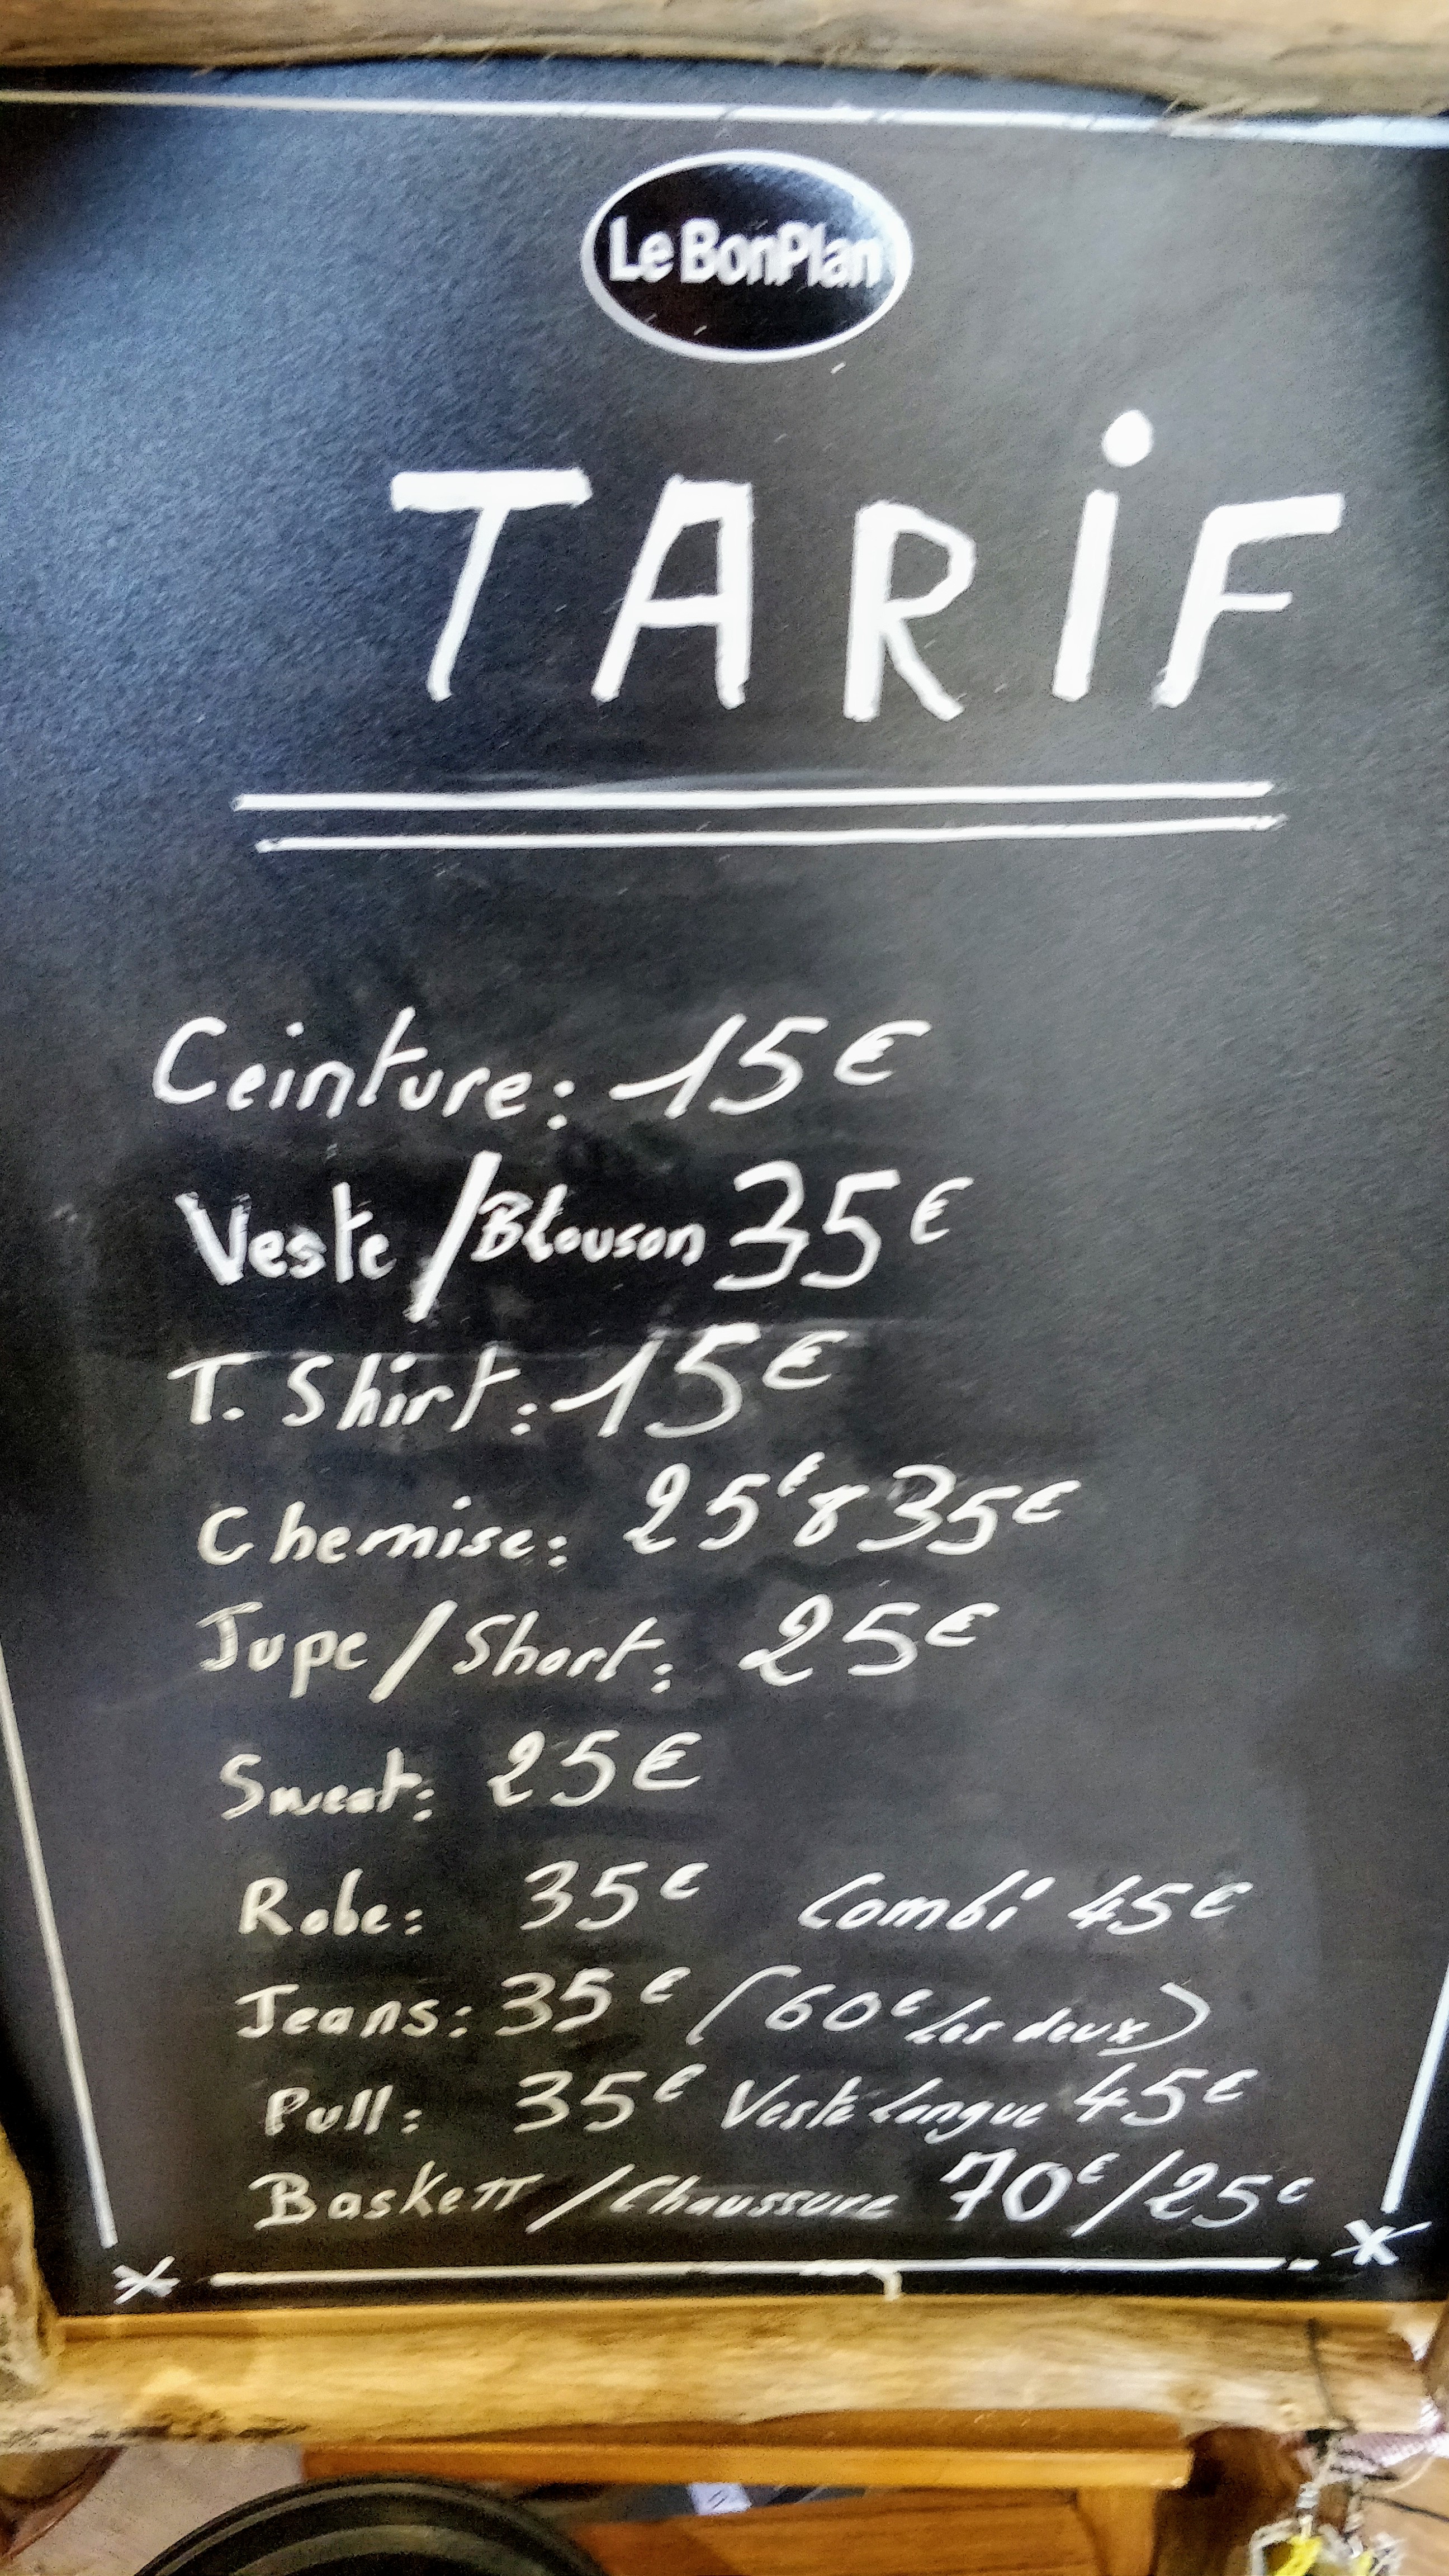 Le BonPlan
TARiF
Ceinture: 15€
Veste/Blouson 35€
T. Shirt: 15€
Chemise: 25€ & 35€
Jupe/Short: 25€
Sweat: 25€
Robe: 35€ Combi 45€
Jeans: 35€ (60€ les deux)
Pull: 35€ Veste longue 45€
Baskett/Chaussure 70€/25€